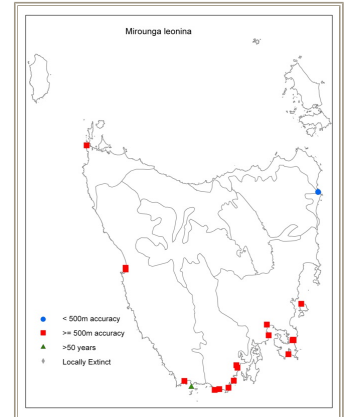 Mirounga leonina
< 500m accuracy
>= 500m accuracy
>50 years
Locally Extinct